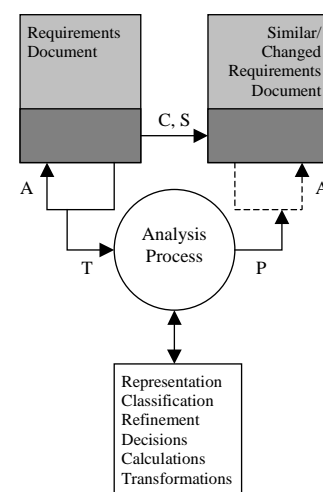 Requirements
Document
Similar/
Changed
Requirements
Document
C, S
A
A
T
Analysis
Process
P
Representation
Classification
Refinement
Decisions
Calculations
Transformations